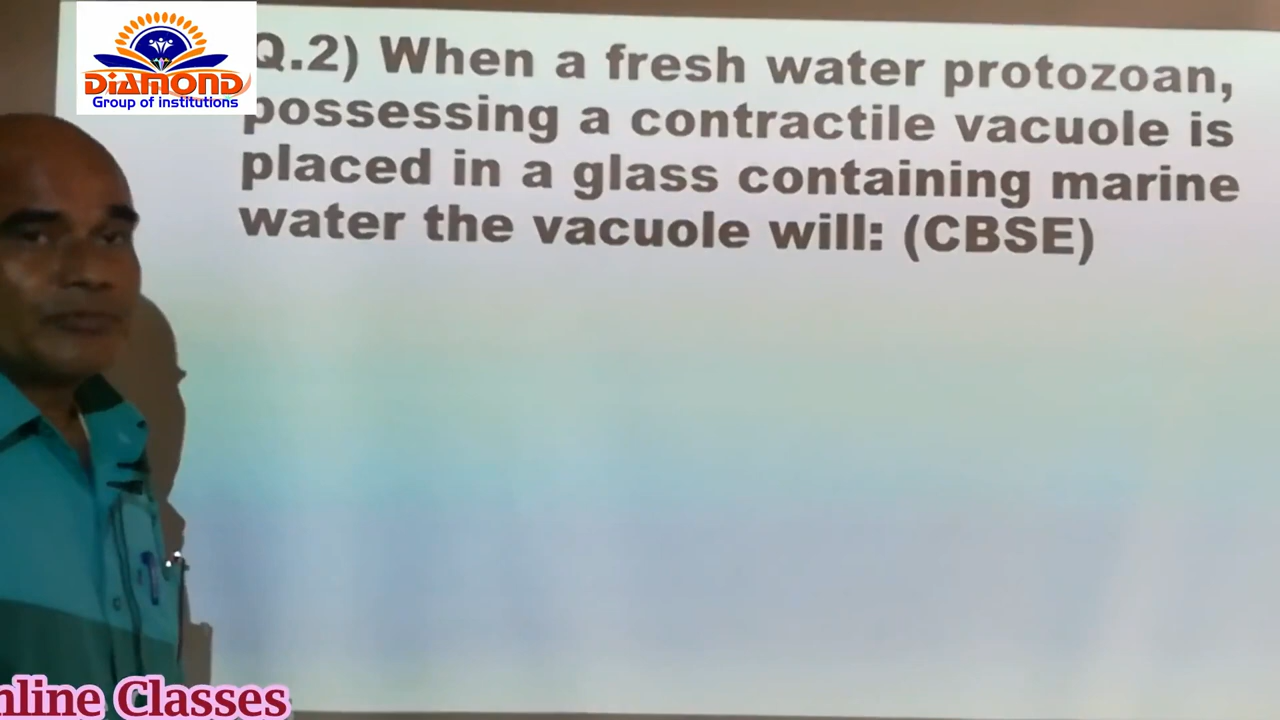 DIAMOND
Group of institutions
Q.2) When a fresh water protozoan,
possessing a contractile vacuole is
placed in a glass containing marine
water the vacuole will: (CBSE)
nline Classes